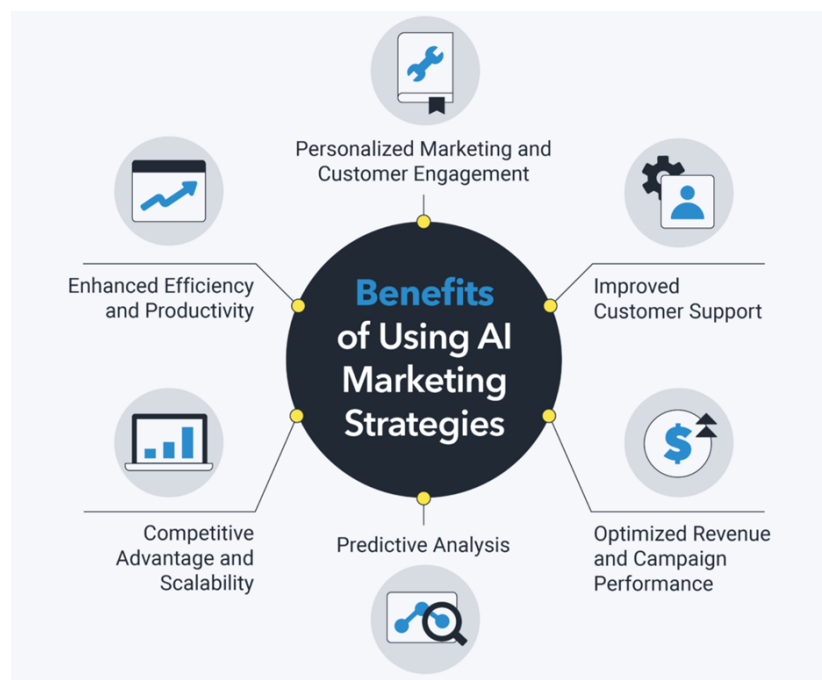 Personalized Marketing and
Customer Engagement
Enhanced Efficiency
and Productivity
Benefits
of Using AI
Marketing
Strategies
Improved
Customer Support
Competitive
Advantage and
Scalability
Predictive Analysis
Optimized Revenue
and Campaign
Performance
$